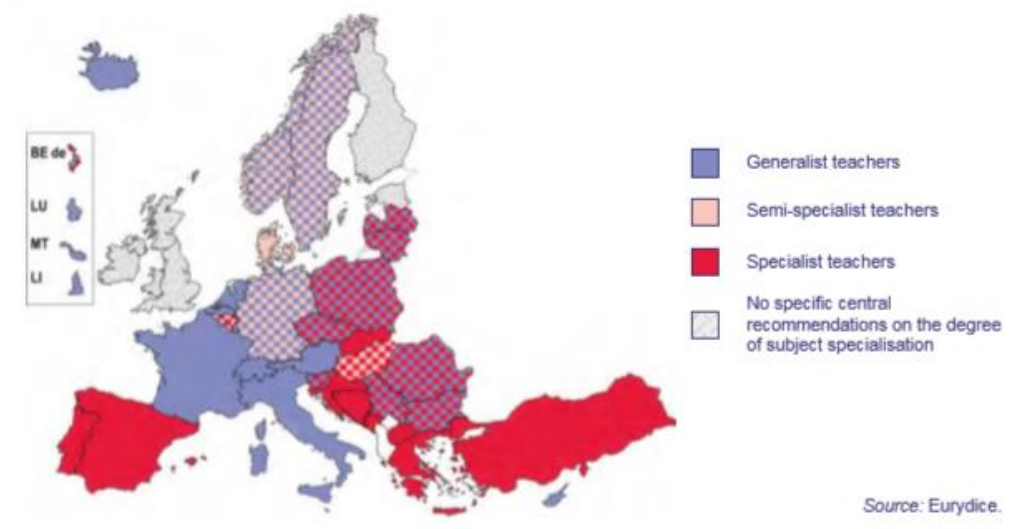 BE de
LU
MT
LI
Generalist teachers
Semi-specialist teachers
Specialist teachers
No specific central
recommendations on the degree
of subject specialisation
Source: Eurydice.